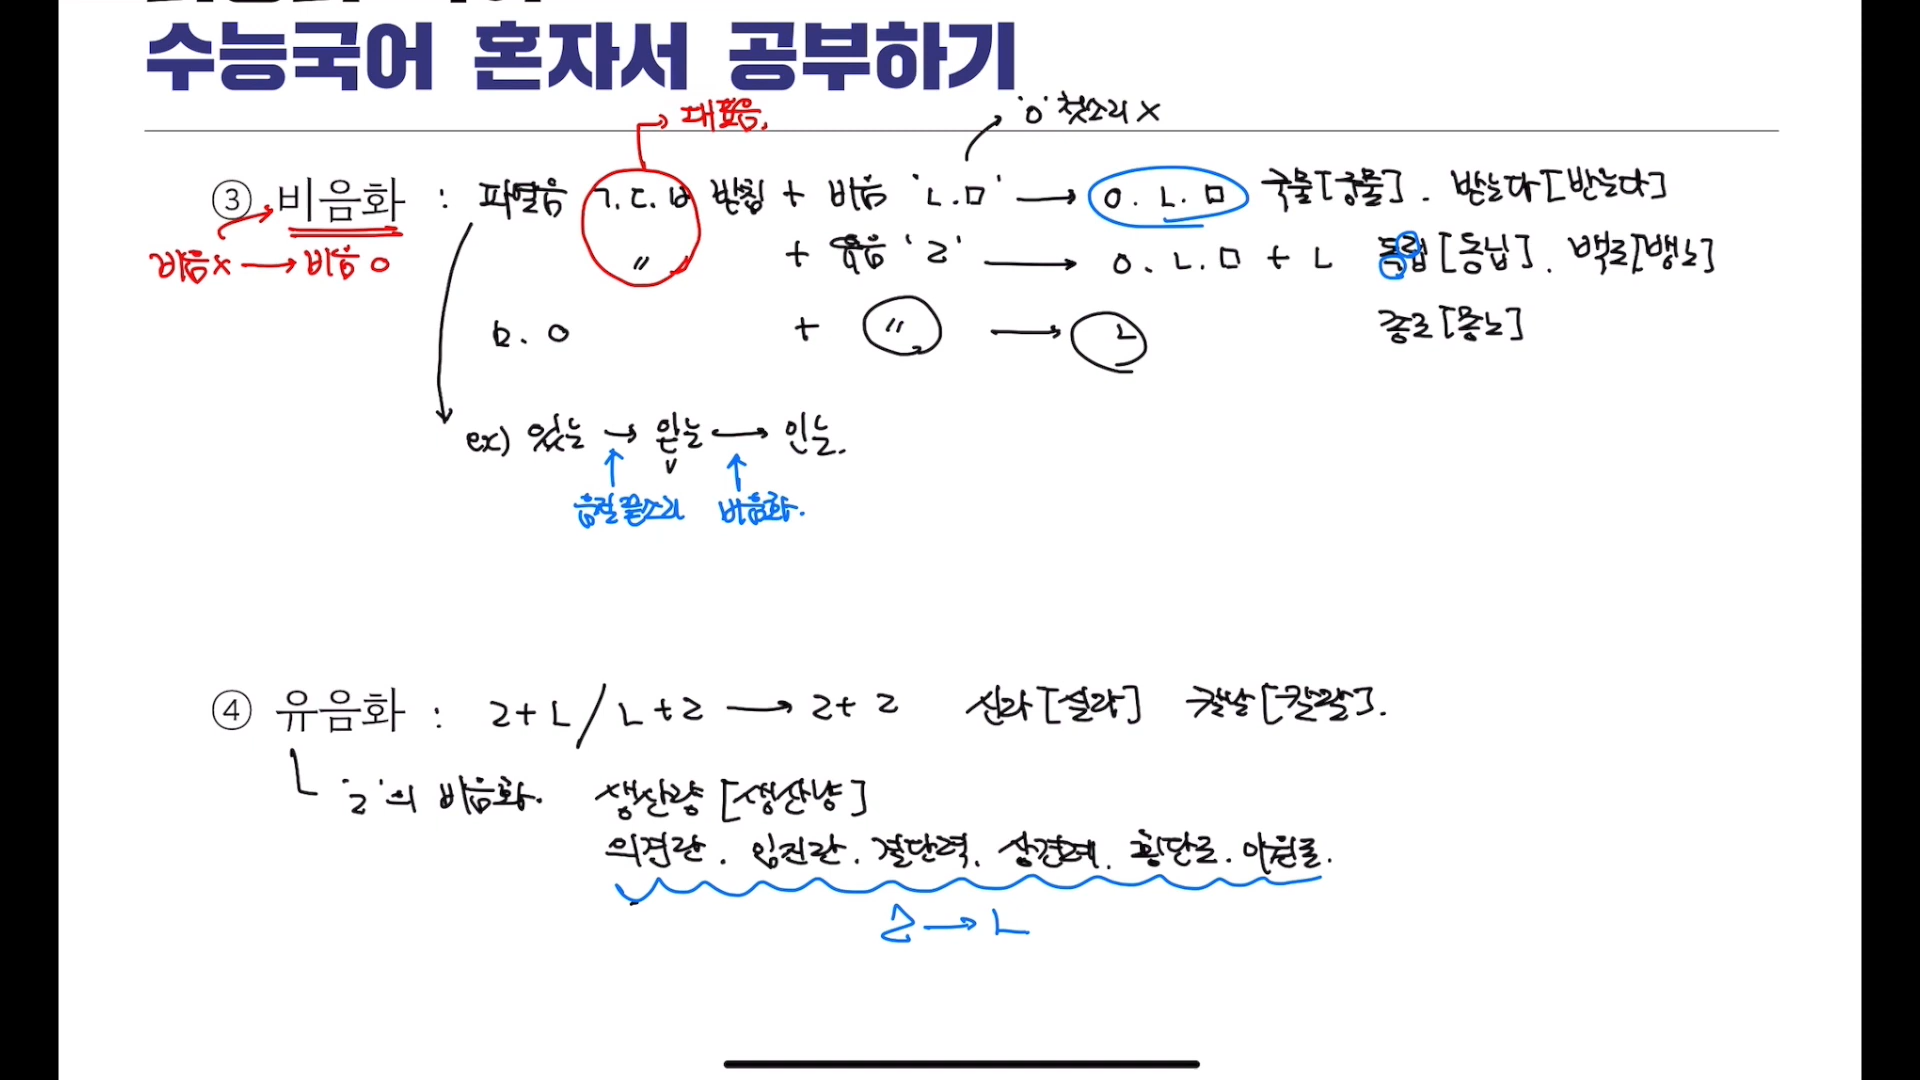 수능국어 혼자서 공부하기
대표음.
'ㅇ' 첫소리 X
③ 비음화 : 파열음 ㄱ.ㄷ.ㅂ 받침 + 비음 'ㄴ.ㅁ' → ㅇ.ㄴ.ㅁ 국물[궁물]. 받는다[반는다]
비음x → 비음 o
〃 + 유음 'ㄹ' → ㅇ.ㄴ.ㅁ + ㄴ 독립[동닙]. 백로[뱅노]
ㅁ.ㅇ + 〃 → ㄴ 종로[종노]
ex) 있는 → 읻는 → 인는.
음절 끝소리 비음화.
④ 유음화 : ㄹ+ㄴ / ㄴ+ㄹ → ㄹ+ㄹ 신라[실라] 칼날[칼랄].
'ㄹ'의 비음화. 생산량[생산냥]
의견란. 임진란. 결단력. 상견례. 횡단로. 이원론.
ㄹ → ㄴ